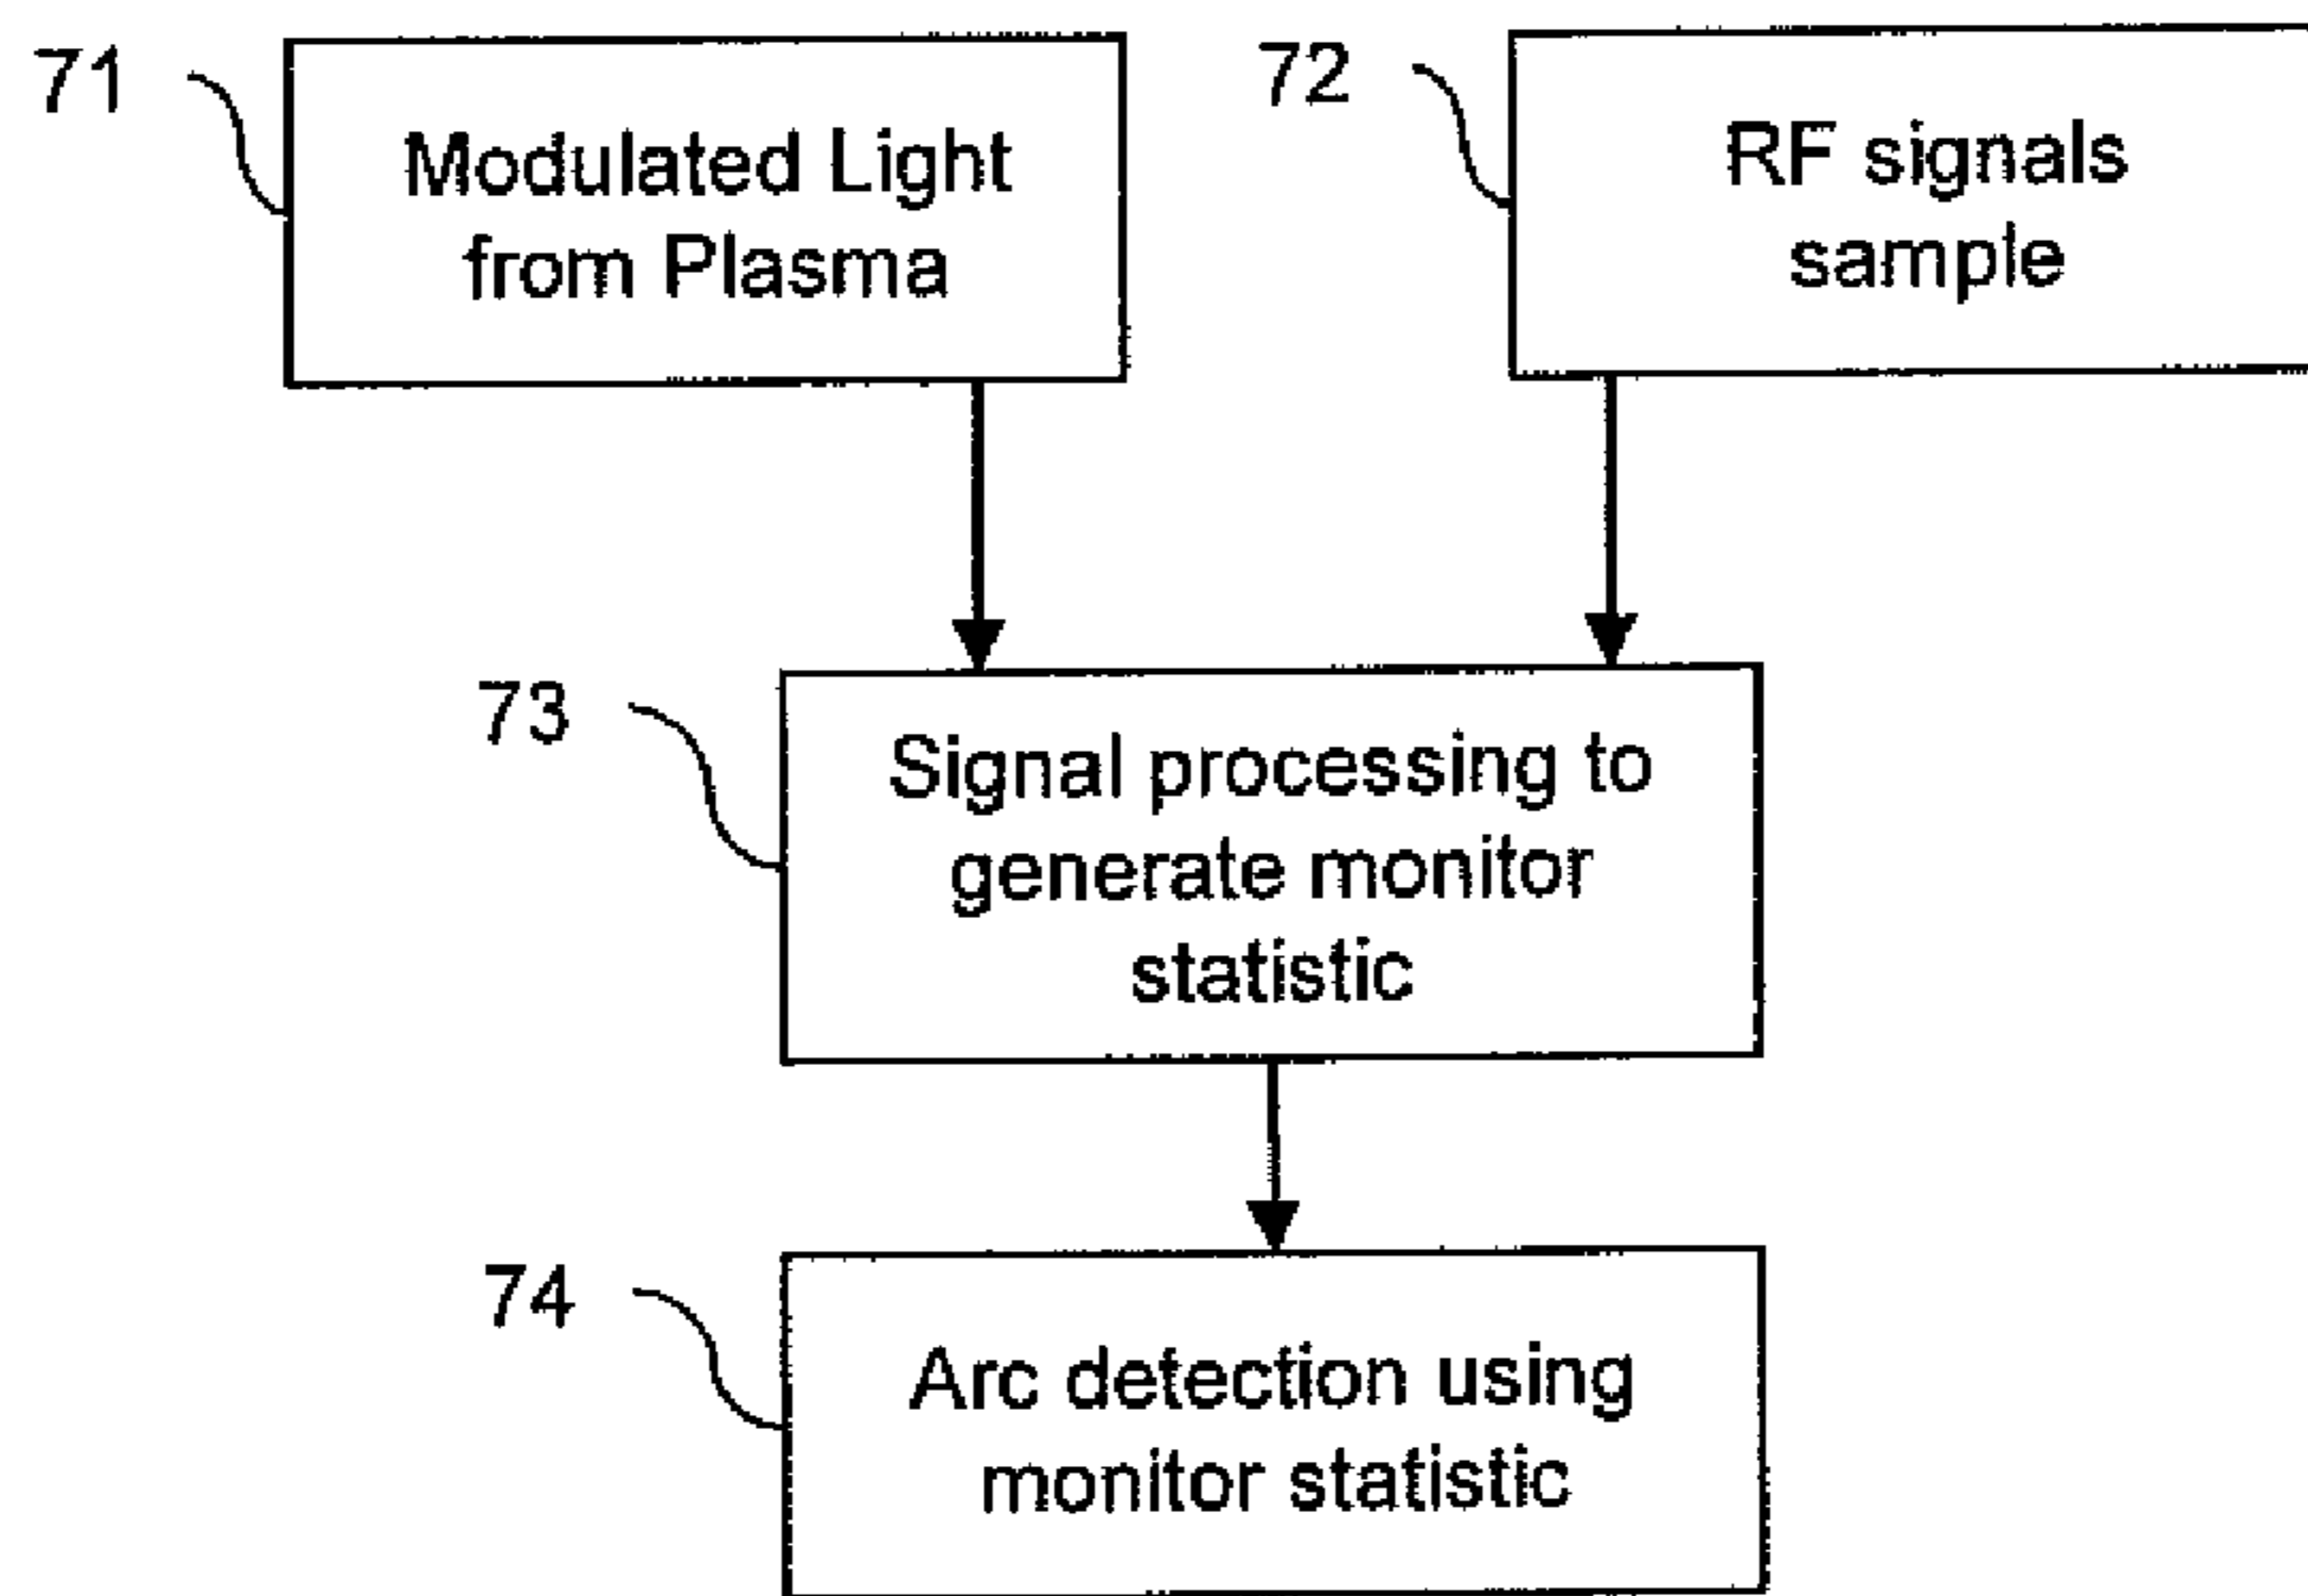 71
Modulated Light
from Plasma
72
RF signals
sample
73
Signal processing to
generate monitor
statistic
74
Arc detection using
monitor statistic